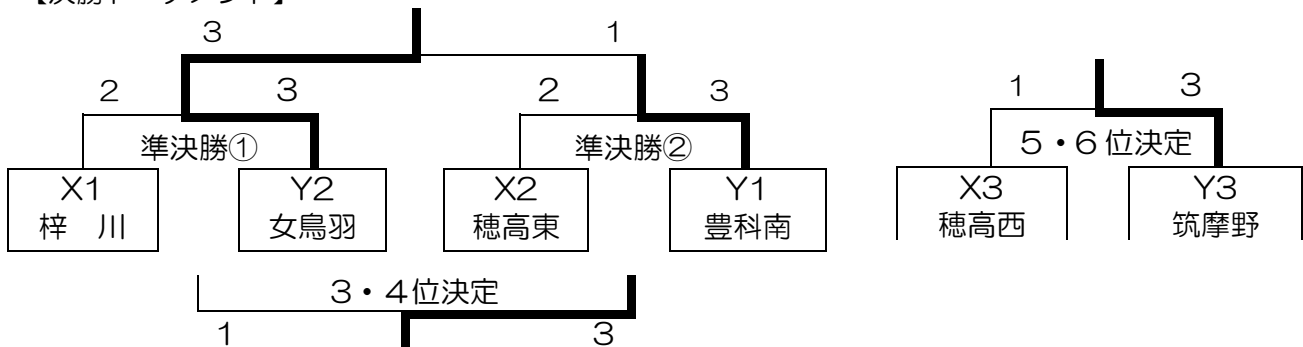 【決勝トーナメント】
3 1
2 3 2 3 1 3
準決勝① 準決勝② 5・6位決定
X1 Y2 X2 Y1 X3 Y3
梓 川 女鳥羽 穂高東 豊科南 穂高西 筑摩野
3・4位決定
1 3